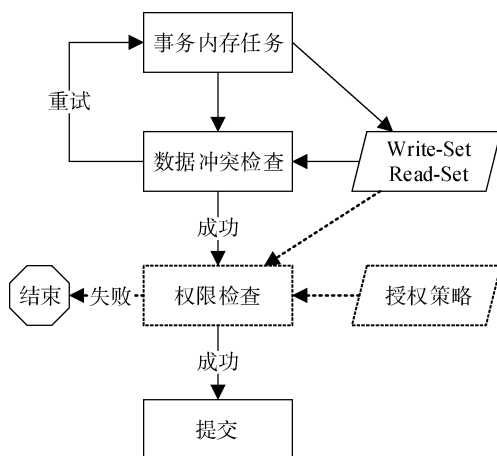 事务内存任务
重试
数据冲突检查
Write-Set
Read-Set
成功
结束
失败
权限检查
授权策略
成功
提交